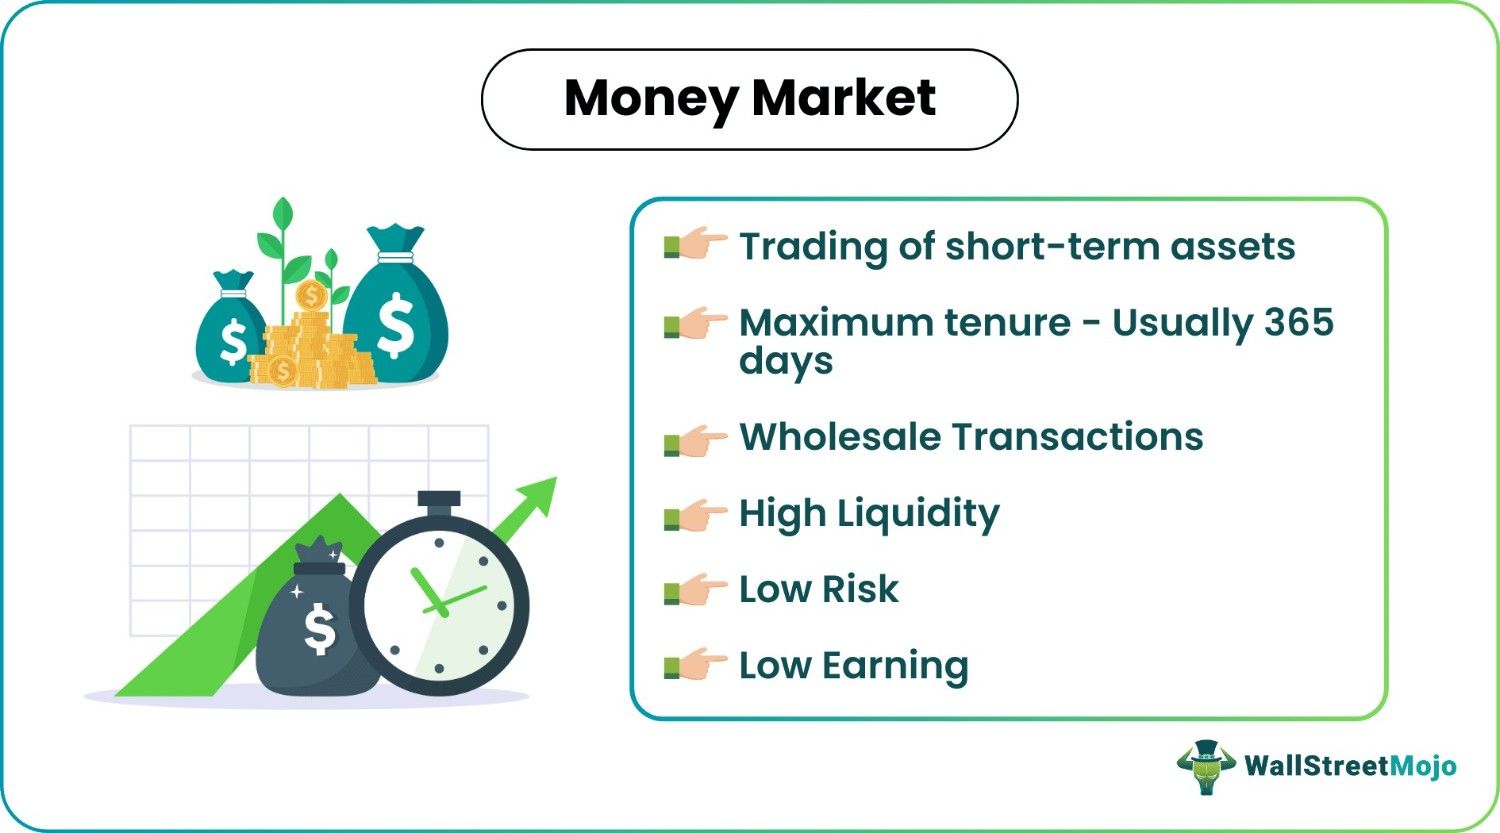 Money Market
$
$
$
$
$
Trading of short-term assets
Maximum tenure - Usually 365
days
Wholesale Transactions
High Liquidity
Low Risk
Low Earning
WallStreetMojo